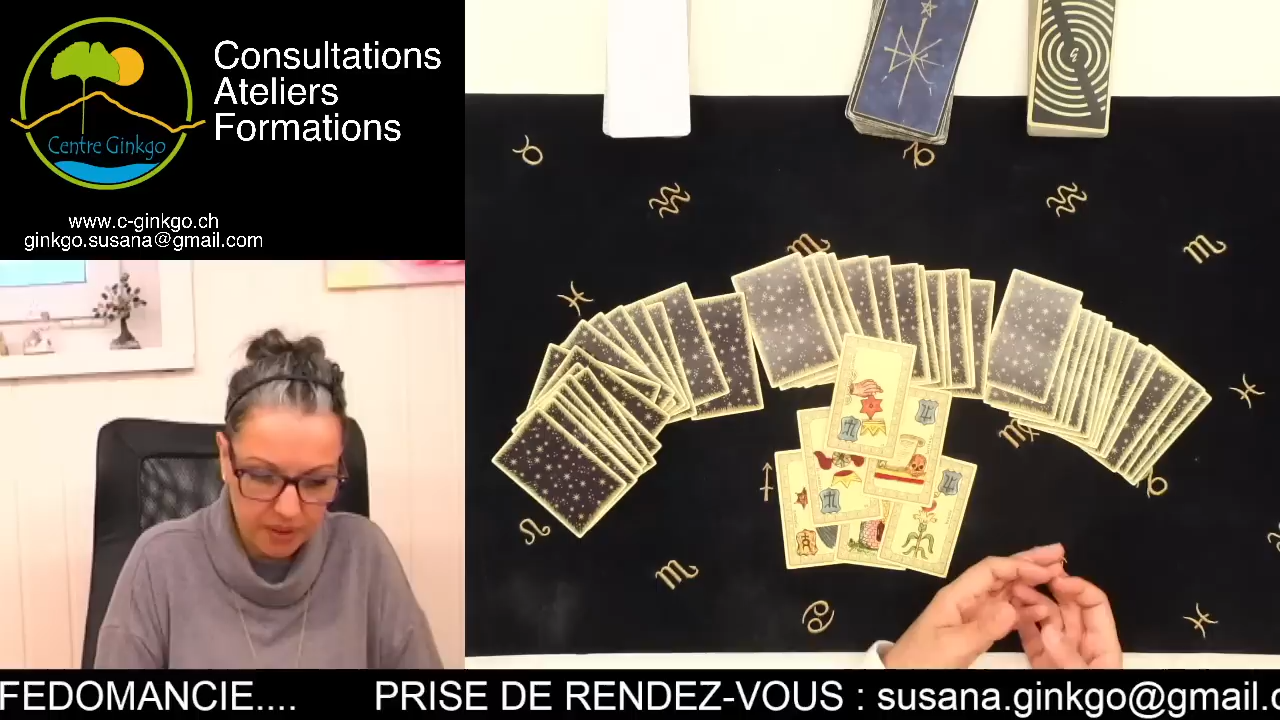 Consultations
Ateliers
Formations
Centre Ginkgo
www.c-ginkgo.ch
ginkgo.susana@gmail.com
FEDOMANCIE.... PRISE DE RENDEZ-VOUS : susana.ginkgo@gmail.c